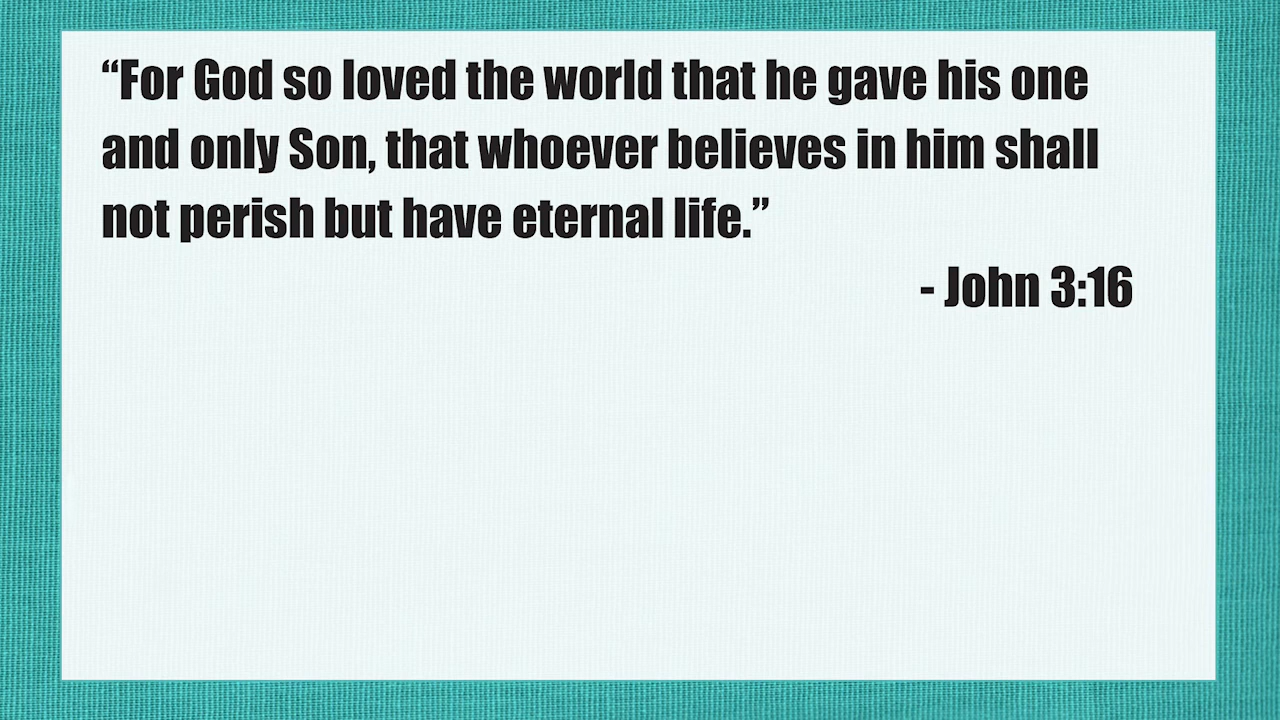 “For God so loved the world that he gave his one
and only Son, that whoever believes in him shall
not perish but have eternal life.”
- John 3:16